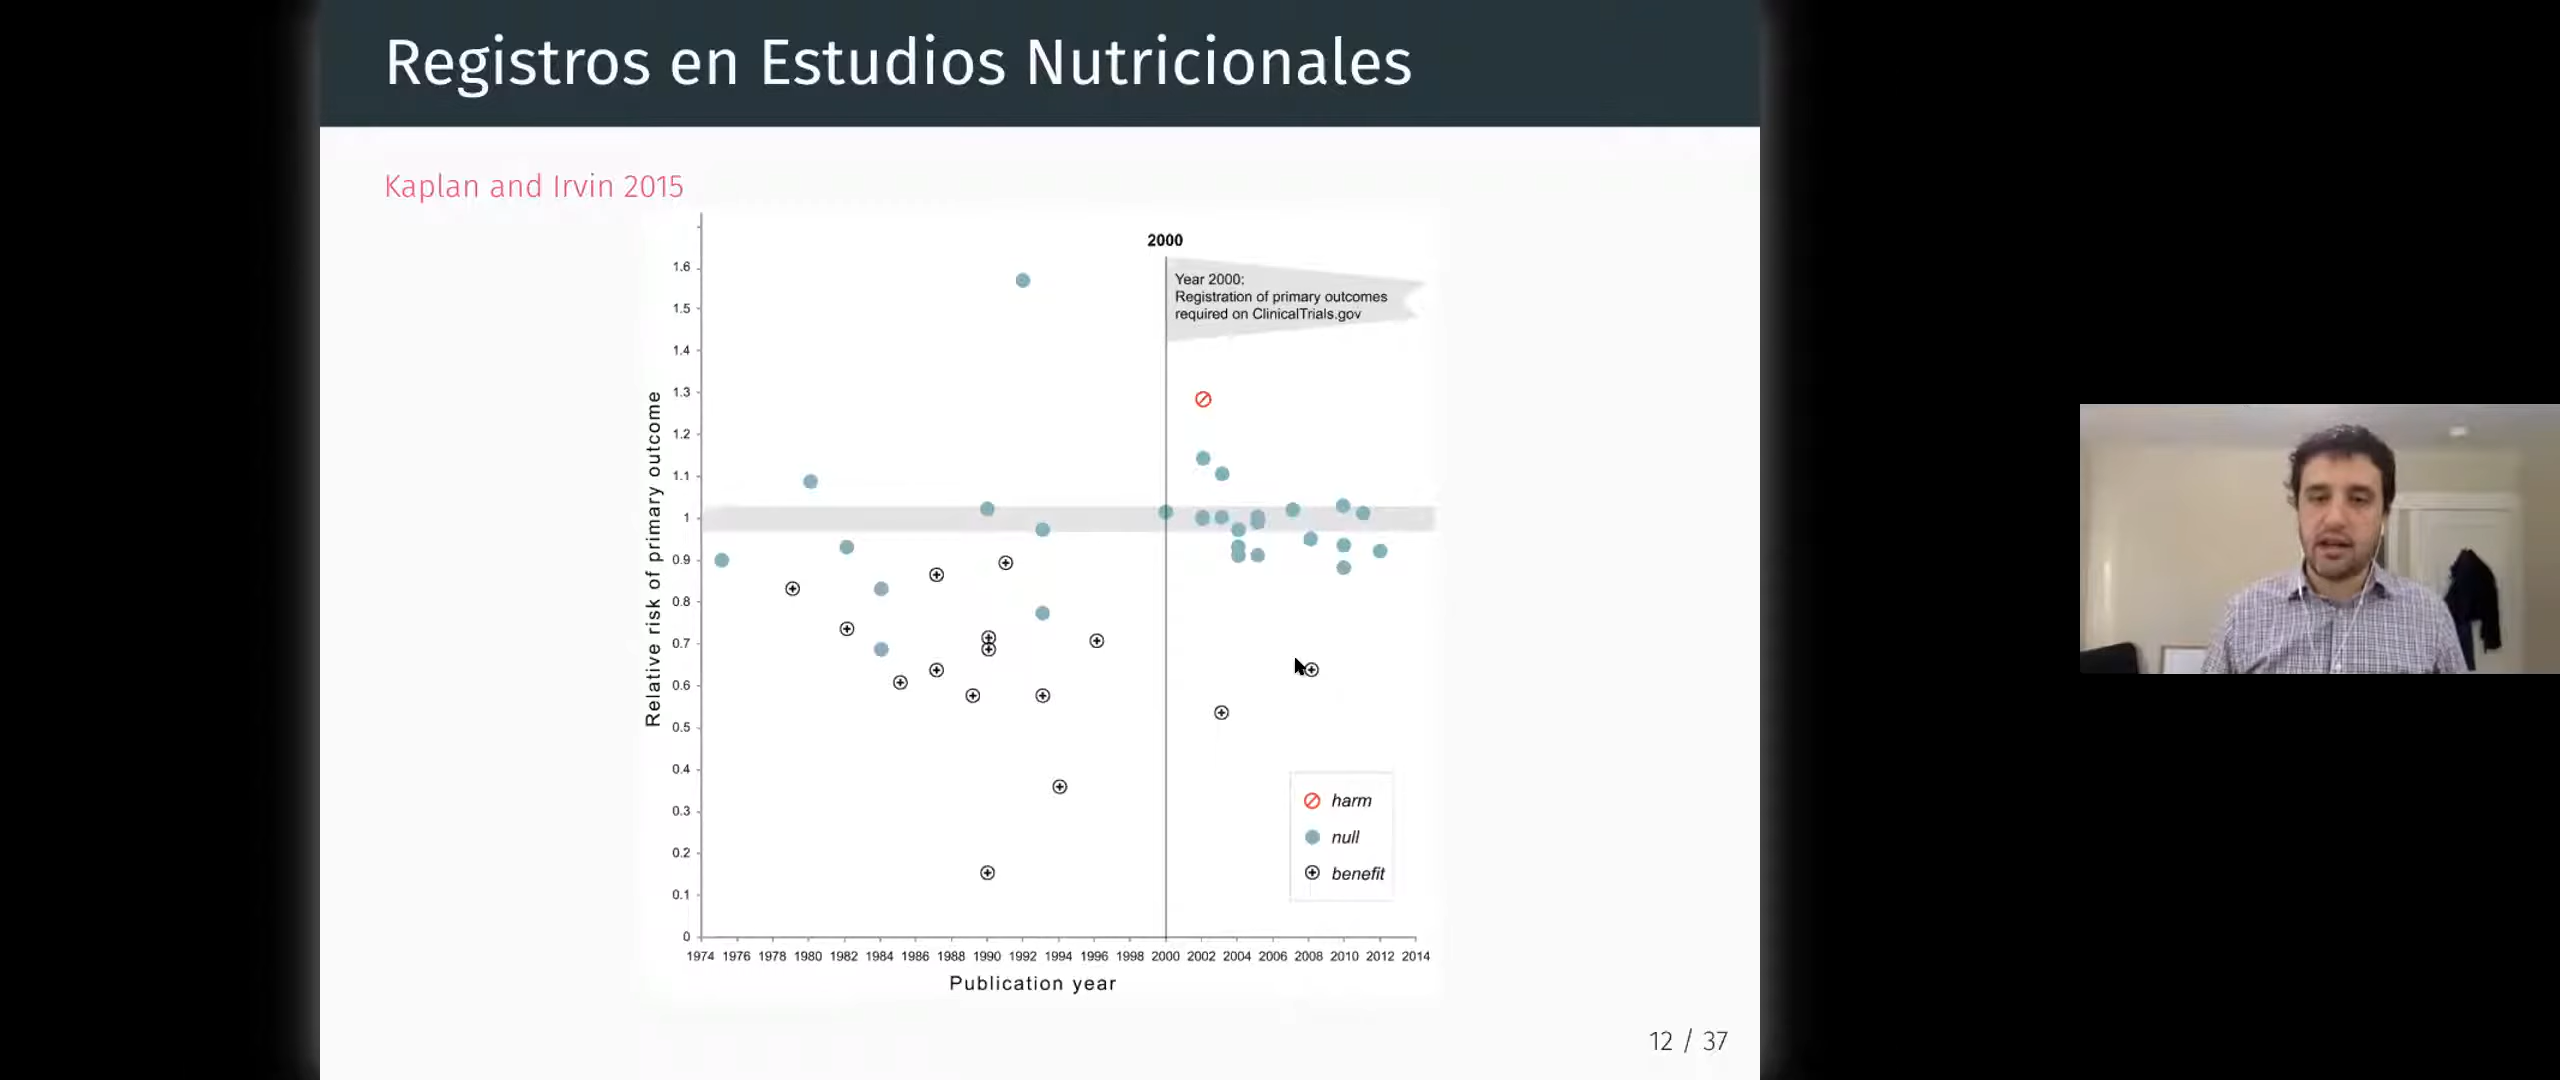 Registros en Estudios Nutricionales
Kaplan and Irvin 2015
2000
Year 2000:
Registration of primary outcomes
required on ClinicalTrials.gov
Relative risk of primary outcome
1.6
1.5
1.4
1.3
1.2
1.1
1
0.9
0.8
0.7
0.6
0.5
0.4
0.3
0.2
0.1
0
harm
null
benefit
1974 1976 1978 1980 1982 1984 1986 1988 1990 1992 1994 1996 1998 2000 2002 2004 2006 2008 2010 2012 2014
Publication year
12 / 37